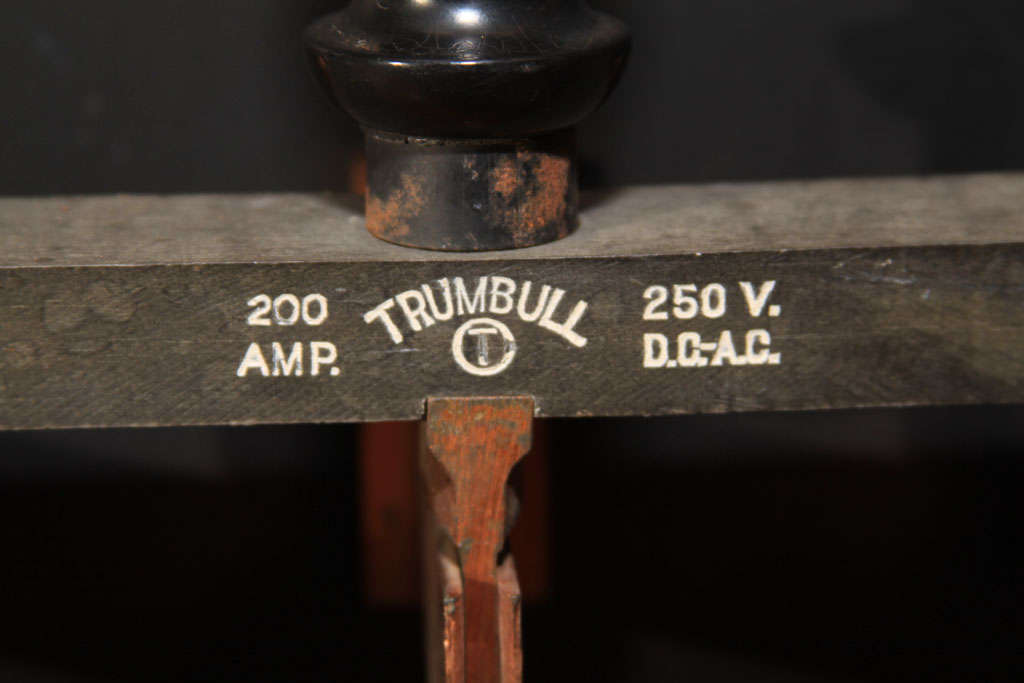 200 AMP.
TRUMBULL
T
250 V.
D.C.-A.C.